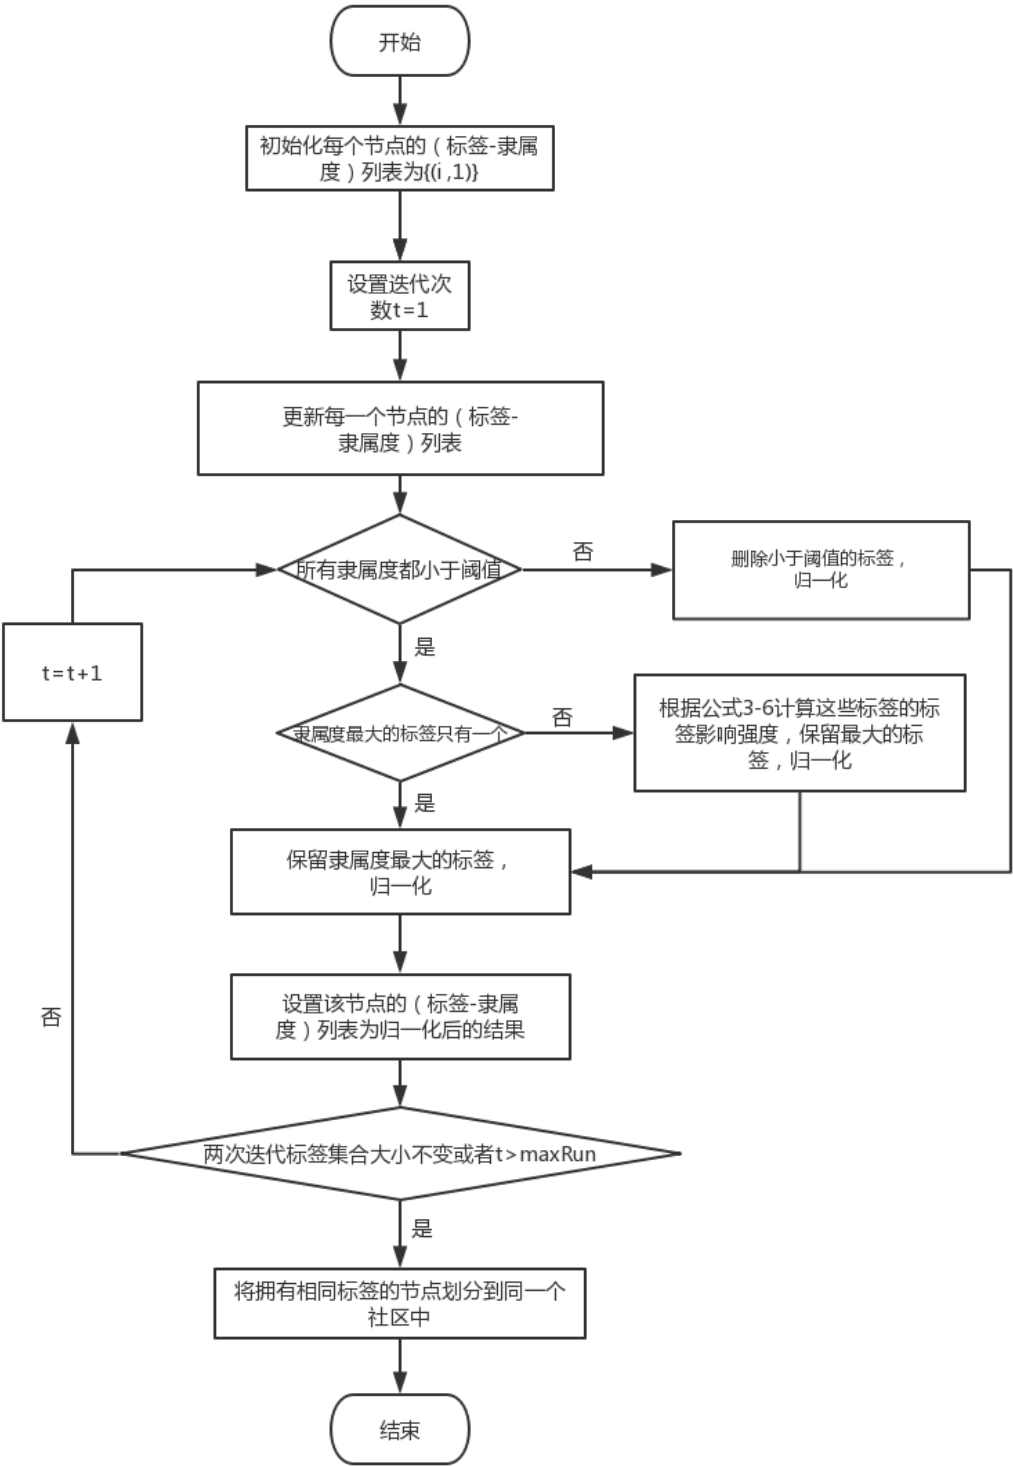 开始
初始化每个节点的（标签-隶属
度）列表为{(i ,1)}
设置迭代次
数t=1
更新每一个节点的（标签-
隶属度）列表
所有隶属度都小于阈值
否
删除小于阈值的标签，
归一化
是
t=t+1
隶属度最大的标签只有一个
否
根据公式3-6计算这些标签的标
签影响强度，保留最大的标
签，归一化
是
保留隶属度最大的标签，
归一化
设置该节点的（标签-隶属
度）列表为归一化后的结果
否
两次迭代标签集合大小不变或者t>maxRun
是
将拥有相同标签的节点划分到同一个
社区中
结束